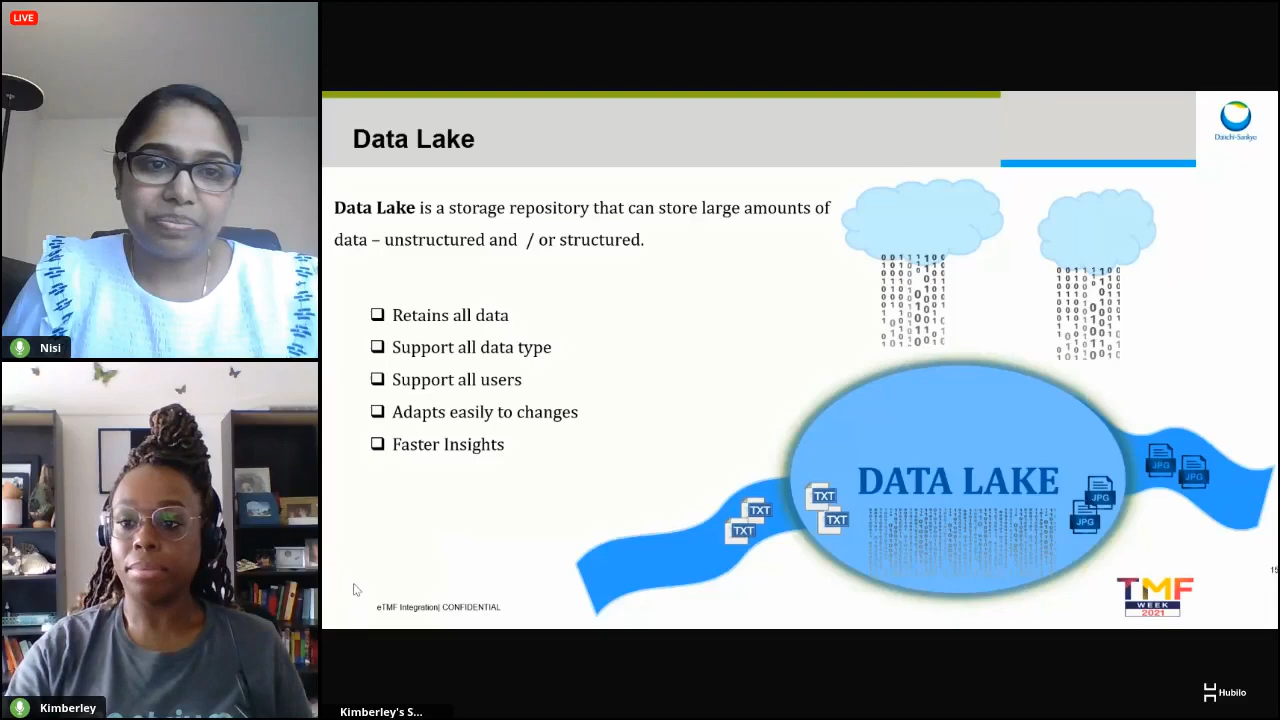 LIVE
Nisi
Kimberley
Data Lake
Daiichi-Sankyo
Data Lake is a storage repository that can store large amounts of
data – unstructured and / or structured.
Retains all data
Support all data type
Support all users
Adapts easily to changes
Faster Insights
DATA LAKE
TXT
TXT
TXT
TXT
JPG
JPG
JPG
JPG
eTMF Integration| CONFIDENTIAL
15
TMF
WEEK
2021
Hubilo
Kimberley's S...